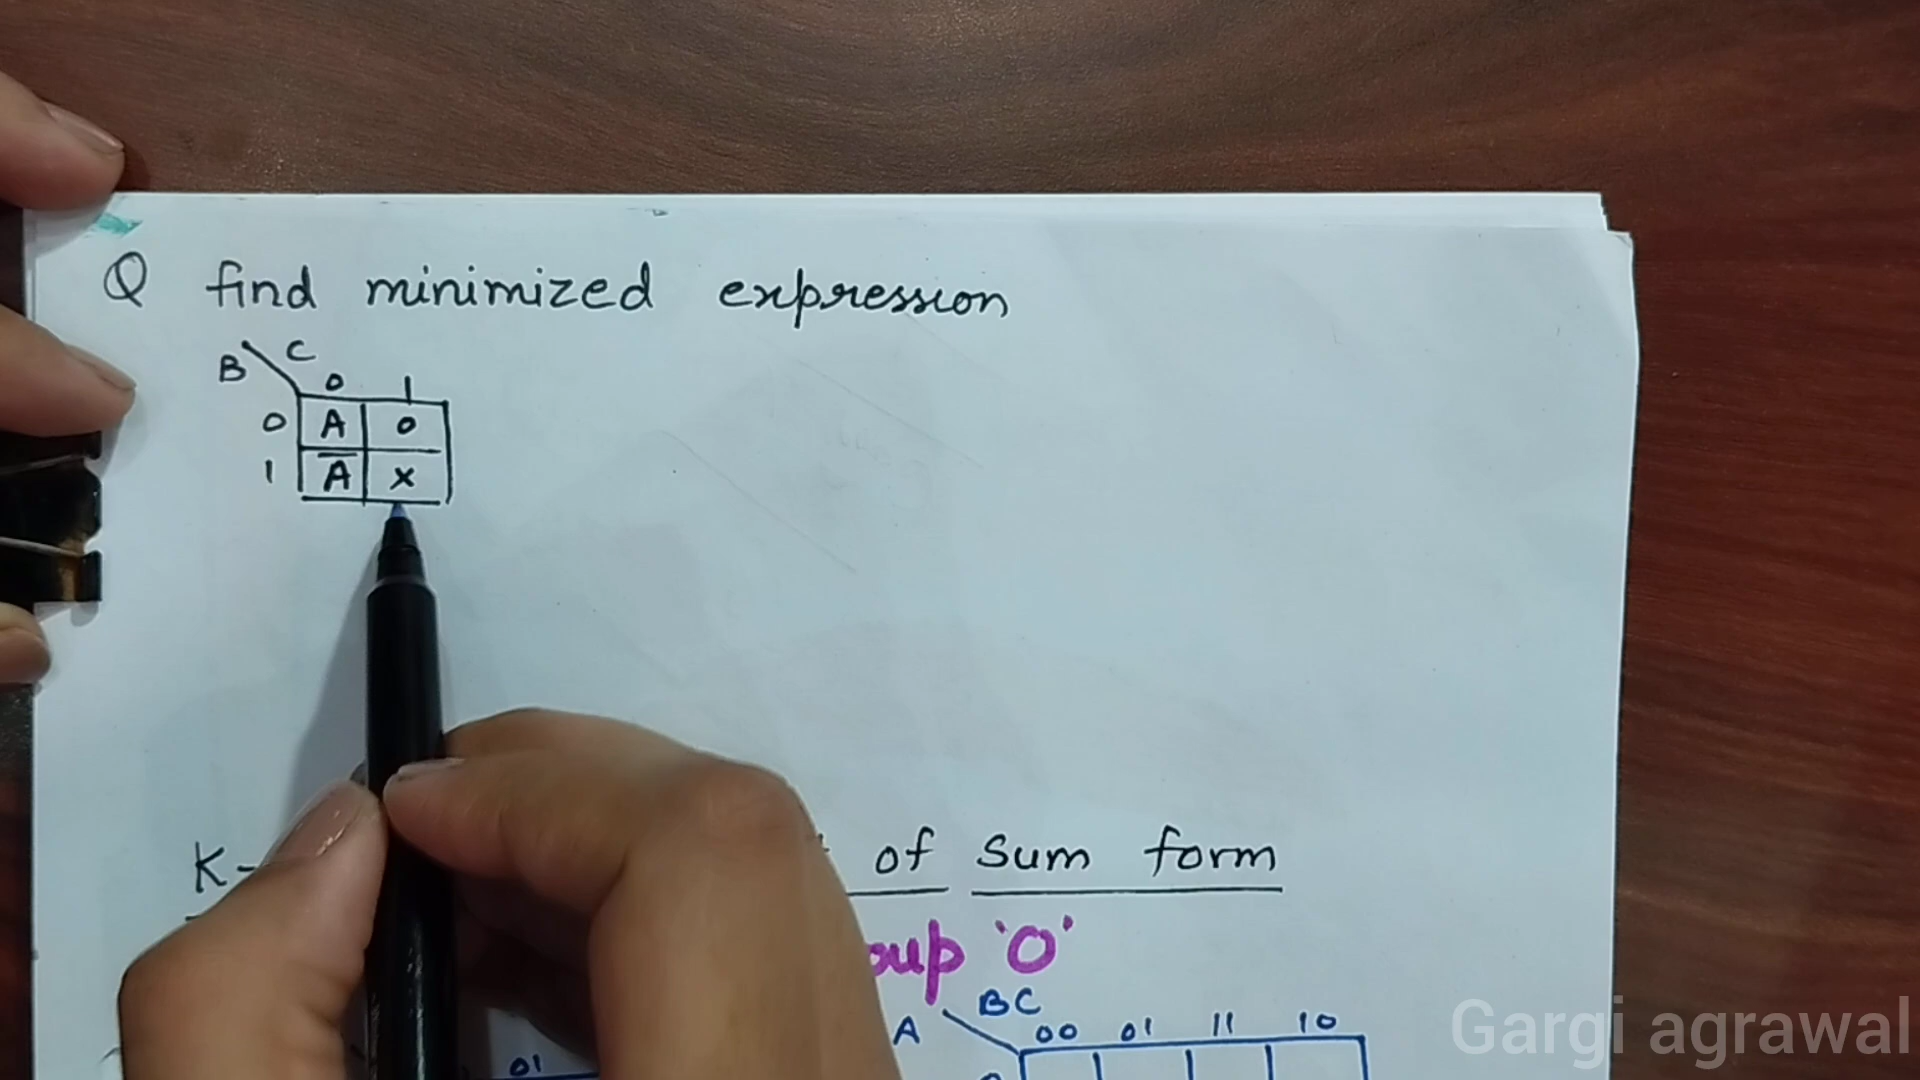 Q find minimized expression
B C
0 1
0 A 0
1 A̅ X
K- of Sum form
'0'
A BC
00 01 11 10
01
Gargi agrawal